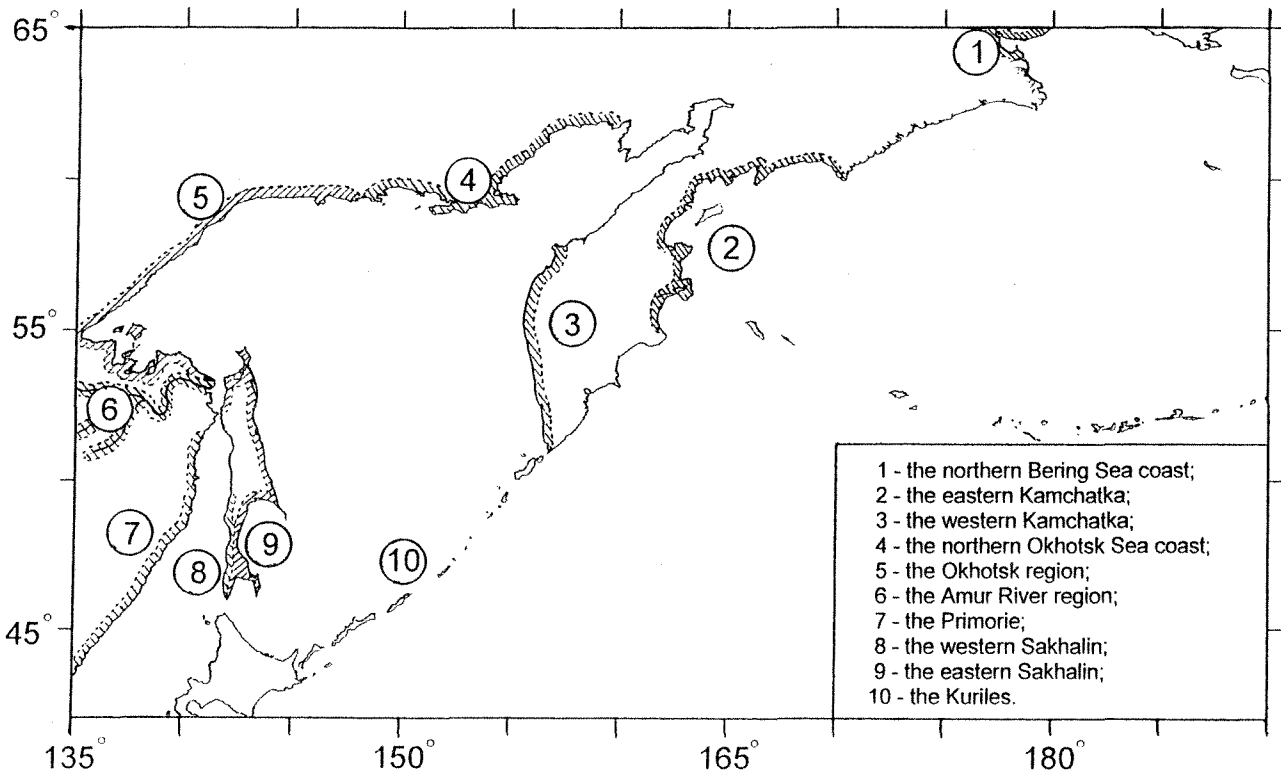 65°
1
5
4
2
55°
3
6
7
9
8
10
45°
1 - the northern Bering Sea coast;
2 - the eastern Kamchatka;
3 - the western Kamchatka;
4 - the northern Okhotsk Sea coast;
5 - the Okhotsk region;
6 - the Amur River region;
7 - the Primorie;
8 - the western Sakhalin;
9 - the eastern Sakhalin;
10 - the Kuriles.
135° 150° 165° 180°